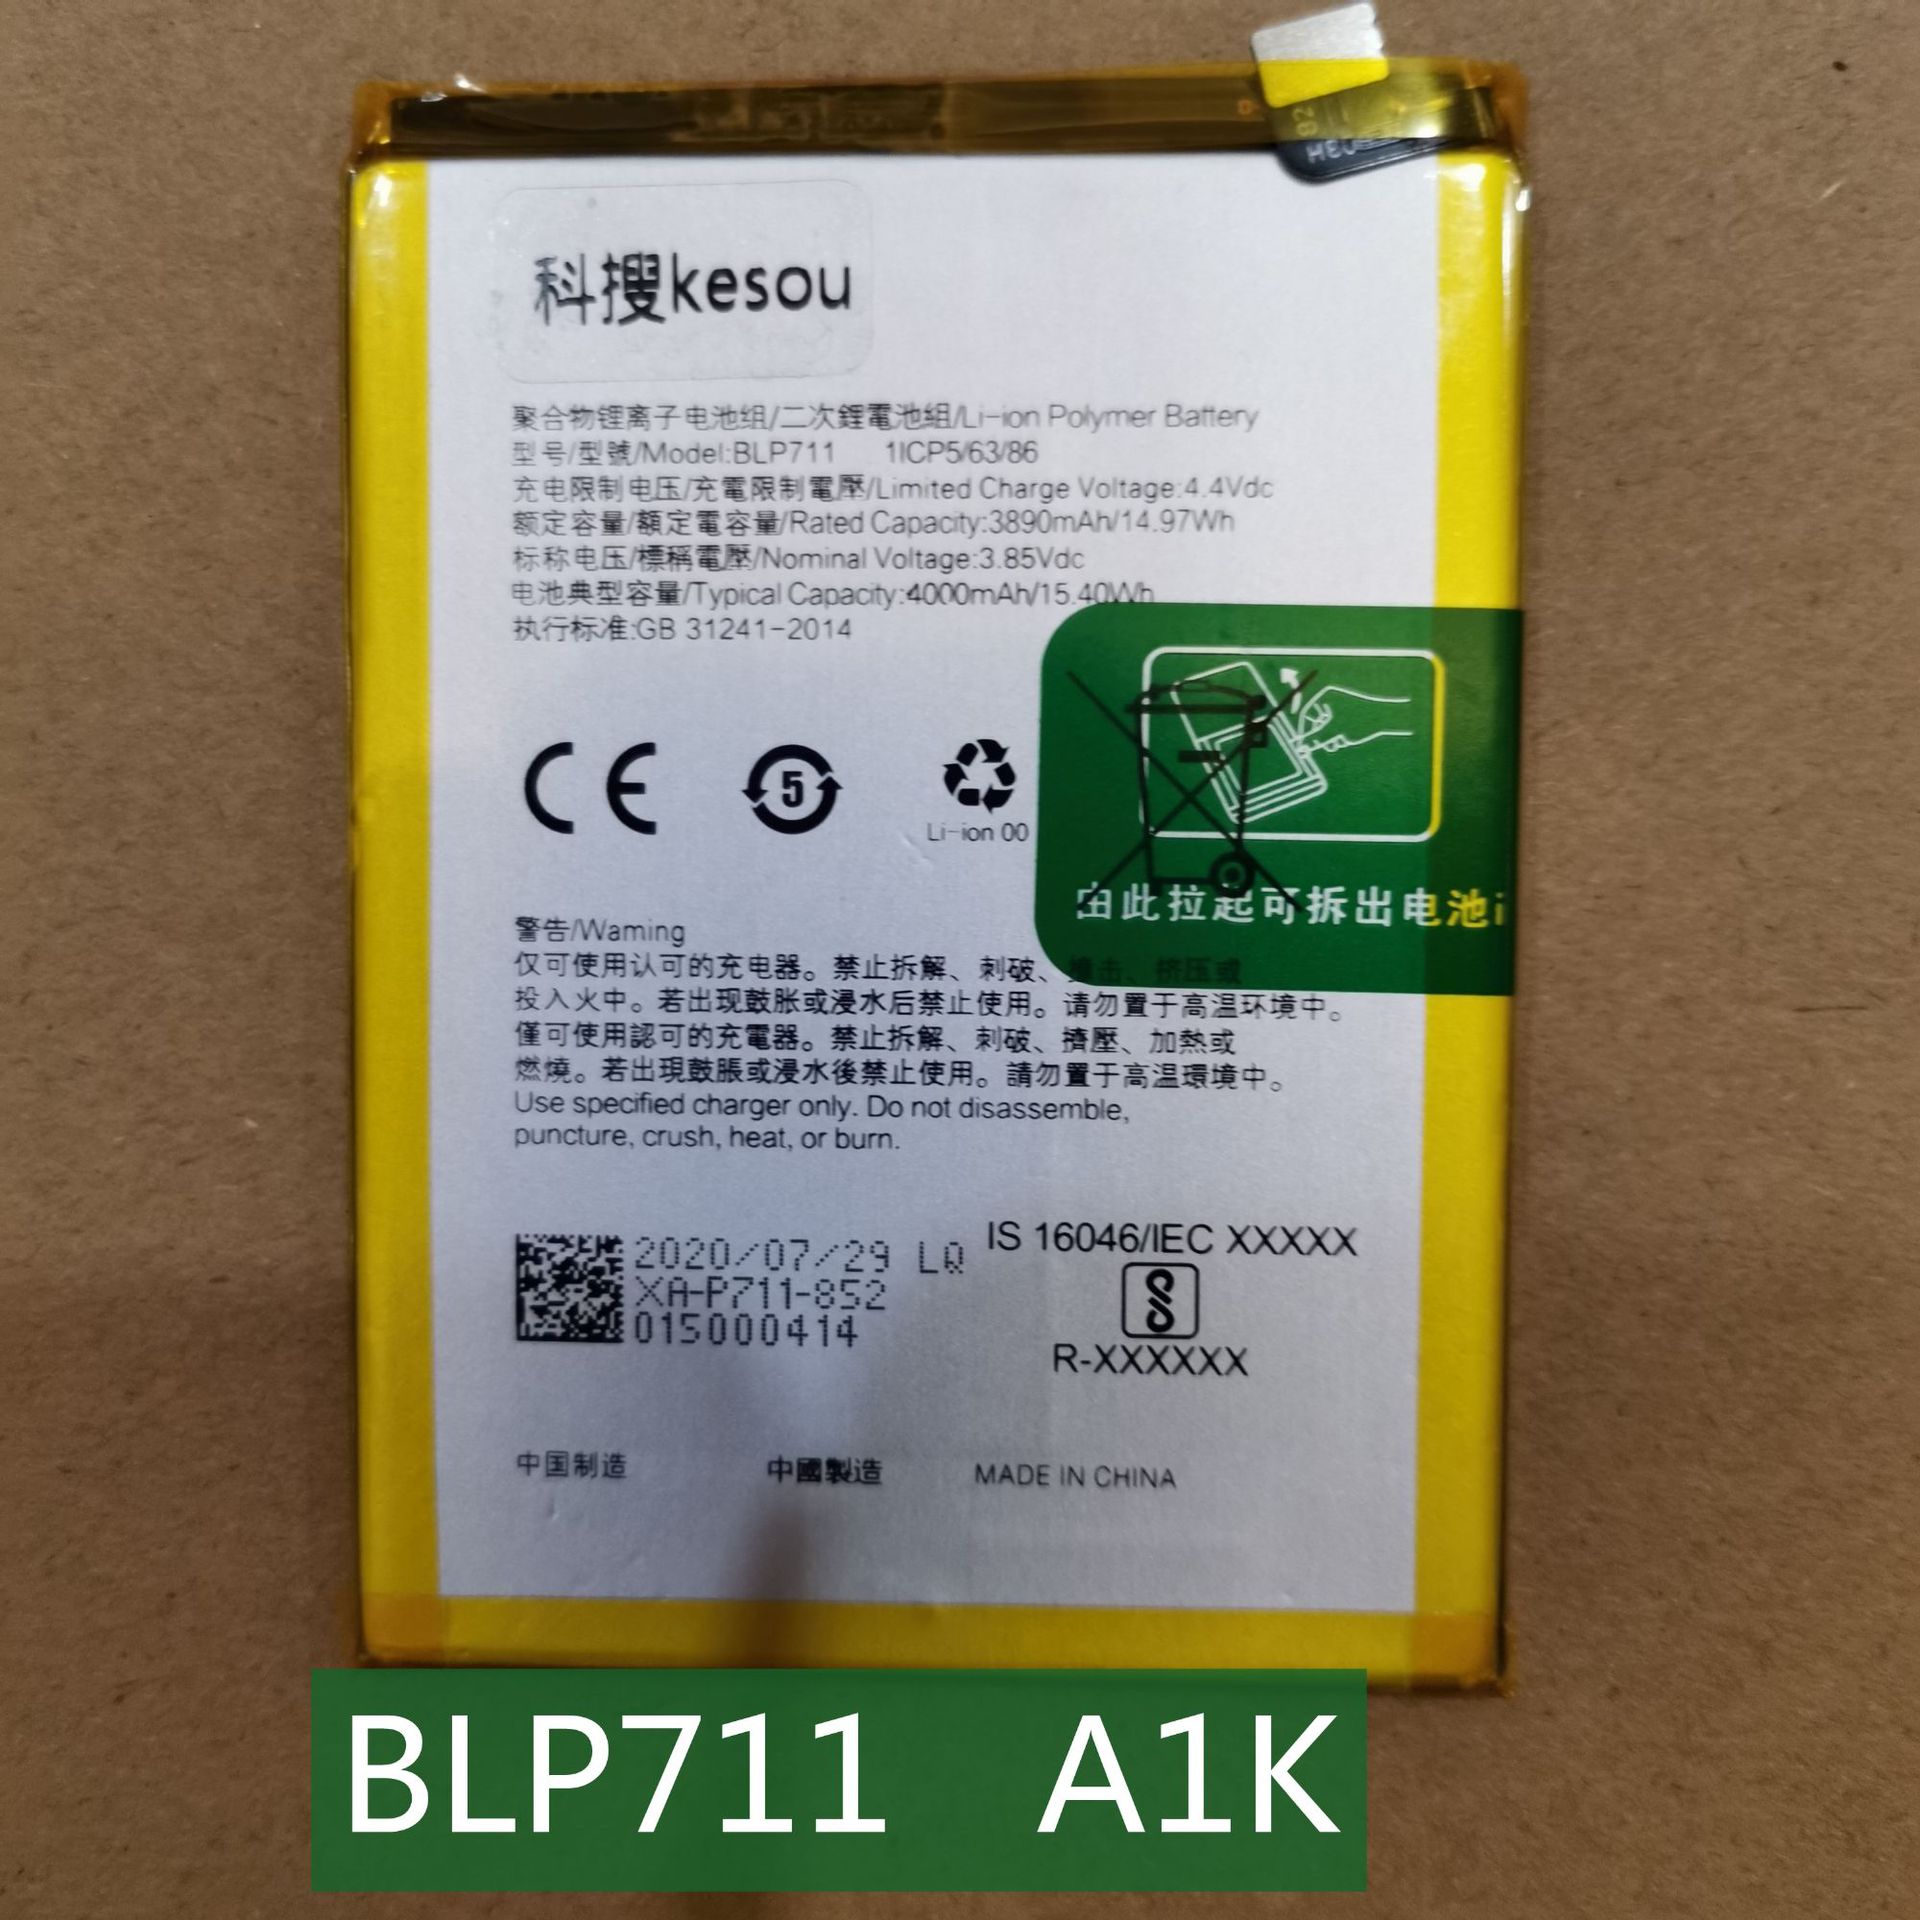 82
科搜kesou
聚合物锂离子电池组/二次鋰電池組/Li-ion Polymer Battery
型号/型號/Model:BLP711 1ICP5/63/86
充电限制电压/充電限制電壓/Limited Charge Voltage:4.4Vdc
额定容量/額定電容量/Rated Capacity:3890mAh/14.97Wh
标称电压/標稱電壓/Nominal Voltage:3.85Vdc
电池典型容量/Typical Capacity:4000mAh/15.40Wh
执行标准:GB 31241-2014
CE
5
Li-ion 00
由此拉起可拆出电池
警告/Waming
仅可使用认可的充电器。禁止拆解、刺破、撞击、挤压或
投入火中。若出现鼓胀或浸水后禁止使用。请勿置于高温环境中。
僅可使用認可的充電器。禁止拆解、刺破、擠壓、加熱或
燃燒。若出現鼓脹或浸水後禁止使用。請勿置于高温環境中。
Use specified charger only. Do not disassemble,
puncture, crush, heat, or burn.
2020/07/29 LQ
XA-P711-852
015000414
IS 16046/IEC XXXXX
R-XXXXXX
中国制造 中國製造 MADE IN CHINA
BLP711 A1K